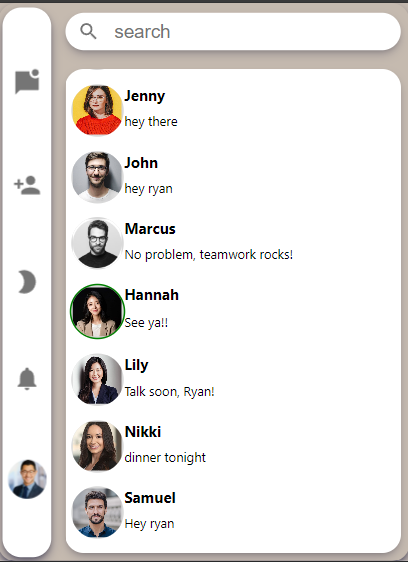 search
Jenny
hey there
John
hey ryan
Marcus
No problem, teamwork rocks!
Hannah
See ya!!
Lily
Talk soon, Ryan!
Nikki
dinner tonight
Samuel
Hey ryan